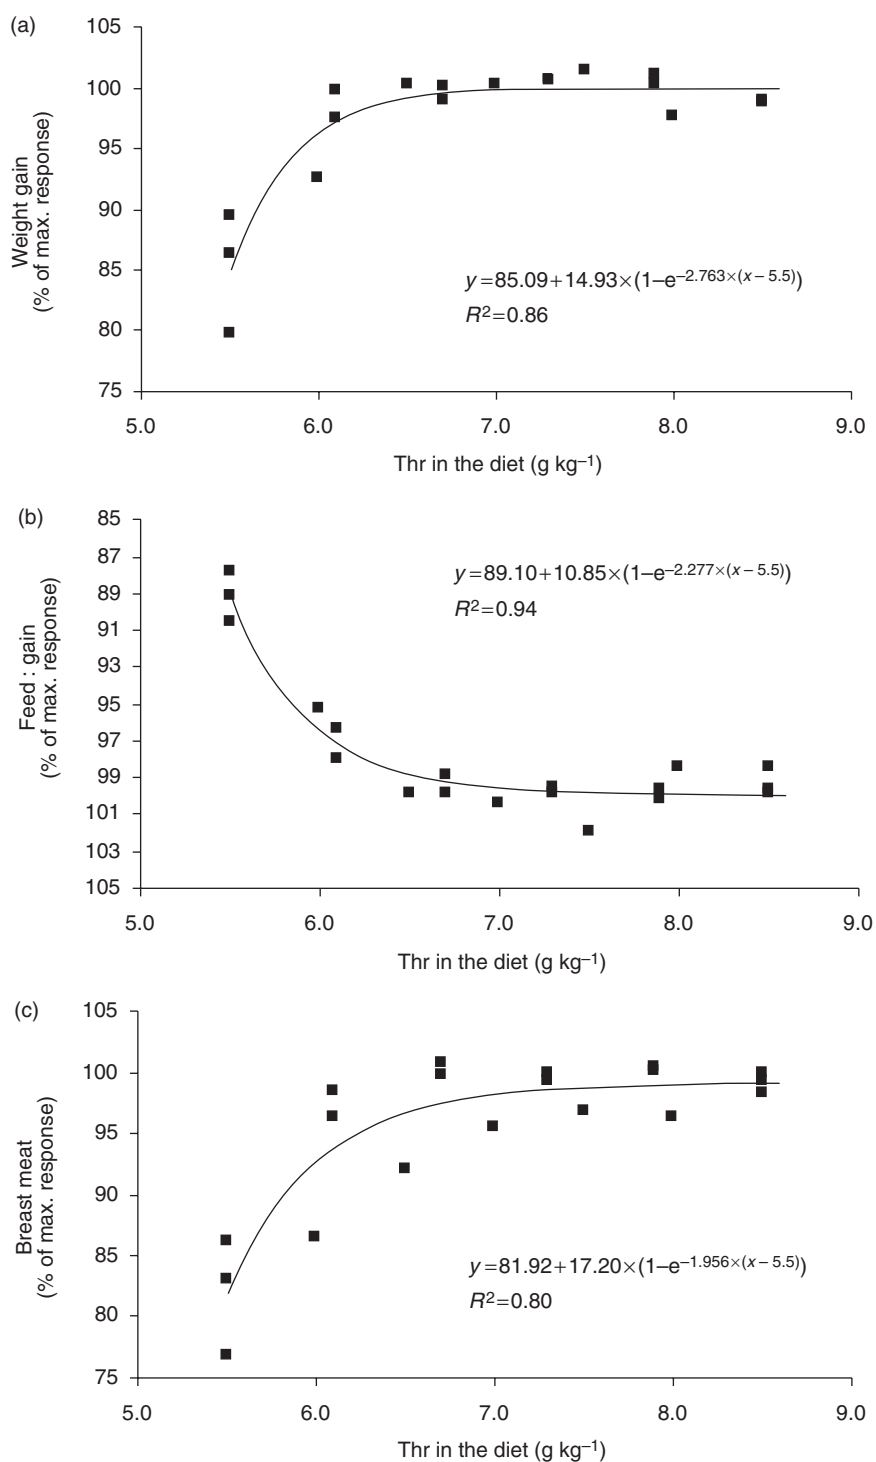 (a)
Weight gain
(% of max. response)
105
100
95
90
85
80
75
y=85.09+14.93×(1–e–2.763×(x – 5.5))
R²=0.86
5.0 6.0 7.0 8.0 9.0
Thr in the diet (g kg–1)
(b)
Feed : gain
(% of max. response)
85
87
89
91
93
95
97
99
101
103
105
y=89.10+10.85×(1–e–2.277×(x – 5.5))
R²=0.94
5.0 6.0 7.0 8.0 9.0
Thr in the diet (g kg–1)
(c)
Breast meat
(% of max. response)
105
100
95
90
85
80
75
y=81.92+17.20×(1–e–1.956×(x – 5.5))
R²=0.80
5.0 6.0 7.0 8.0 9.0
Thr in the diet (g kg–1)